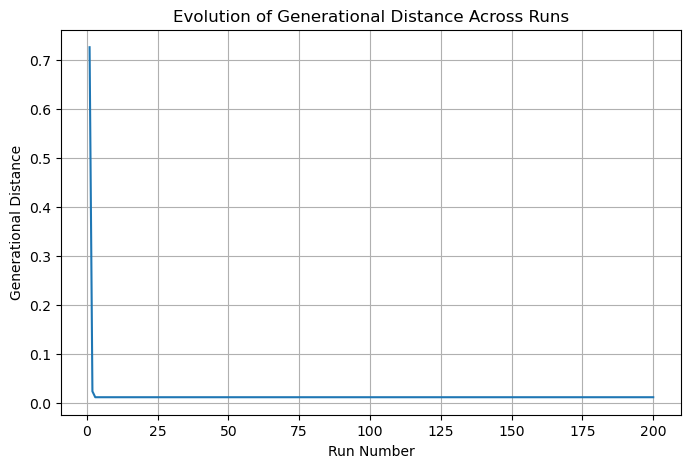 Evolution of Generational Distance Across Runs
Generational Distance
0.7
0.6
0.5
0.4
0.3
0.2
0.1
0.0
0 25 50 75 100 125 150 175 200
Run Number